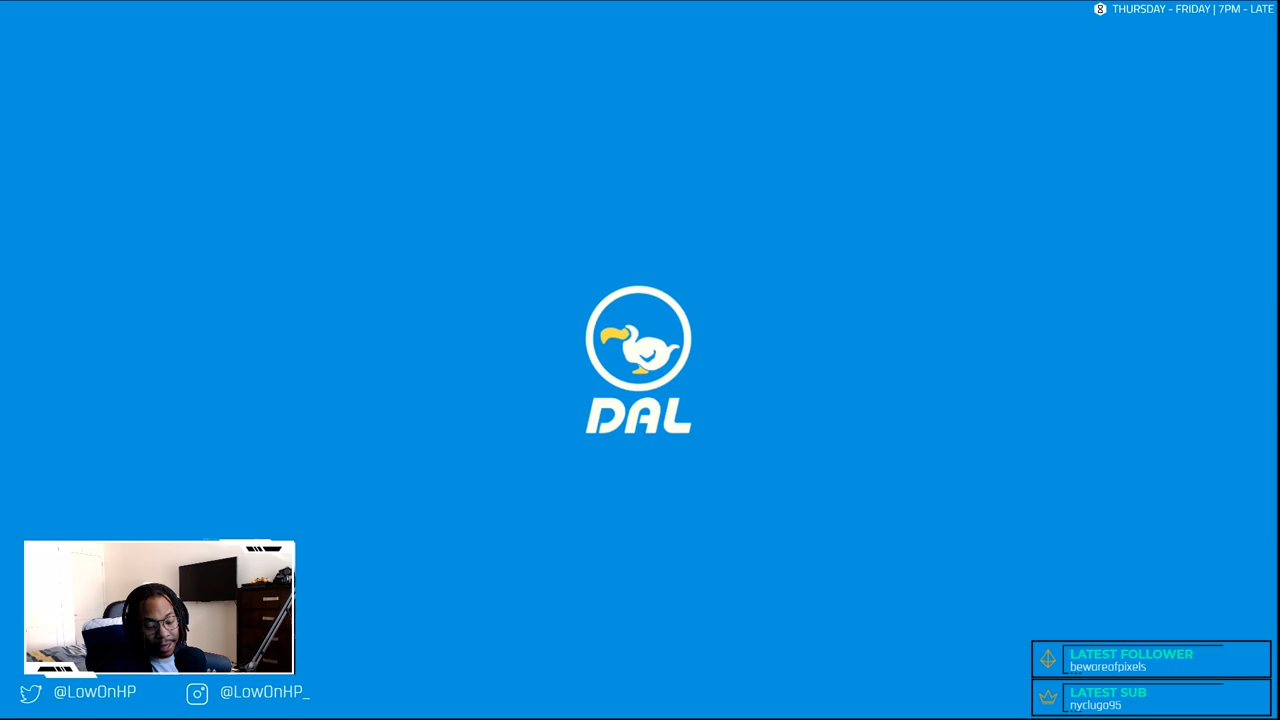 THURSDAY - FRIDAY | 7PM - LATE
DAL
@LowOnHP
@LowOnHP_
LATEST FOLLOWER
bewareofpixels
LATEST SUB
nyclugo95